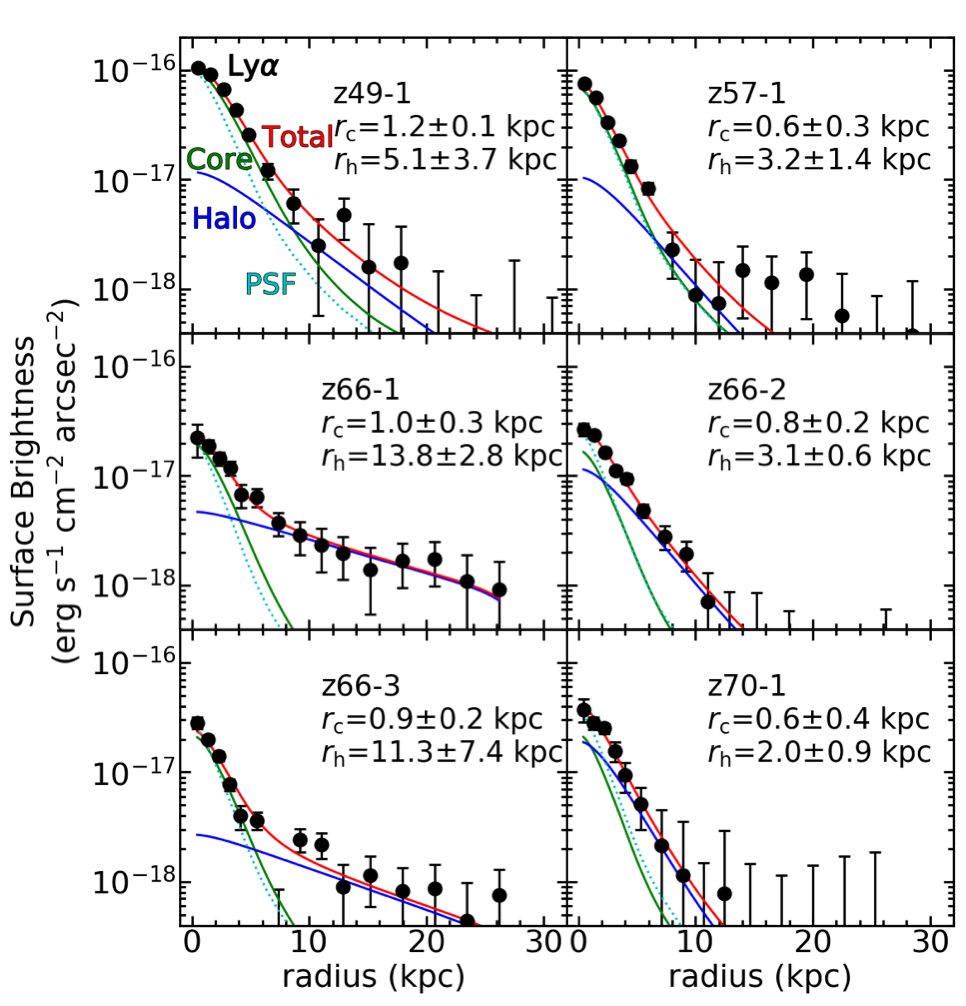 Surface Brightness
(erg s⁻¹ cm⁻² arcsec⁻²)
10⁻¹⁶
10⁻¹⁷
10⁻¹⁸
Lyα
Total
Core
Halo
PSF
z49-1
r_c=1.2±0.1 kpc
r_h=5.1±3.7 kpc
z57-1
r_c=0.6±0.3 kpc
r_h=3.2±1.4 kpc
10⁻¹⁶
10⁻¹⁷
10⁻¹⁸
z66-1
r_c=1.0±0.3 kpc
r_h=13.8±2.8 kpc
z66-2
r_c=0.8±0.2 kpc
r_h=3.1±0.6 kpc
10⁻¹⁶
10⁻¹⁷
10⁻¹⁸
z66-3
r_c=0.9±0.2 kpc
r_h=11.3±7.4 kpc
z70-1
r_c=0.6±0.4 kpc
r_h=2.0±0.9 kpc
0 10 20 30
0 10 20 30
radius (kpc)
radius (kpc)